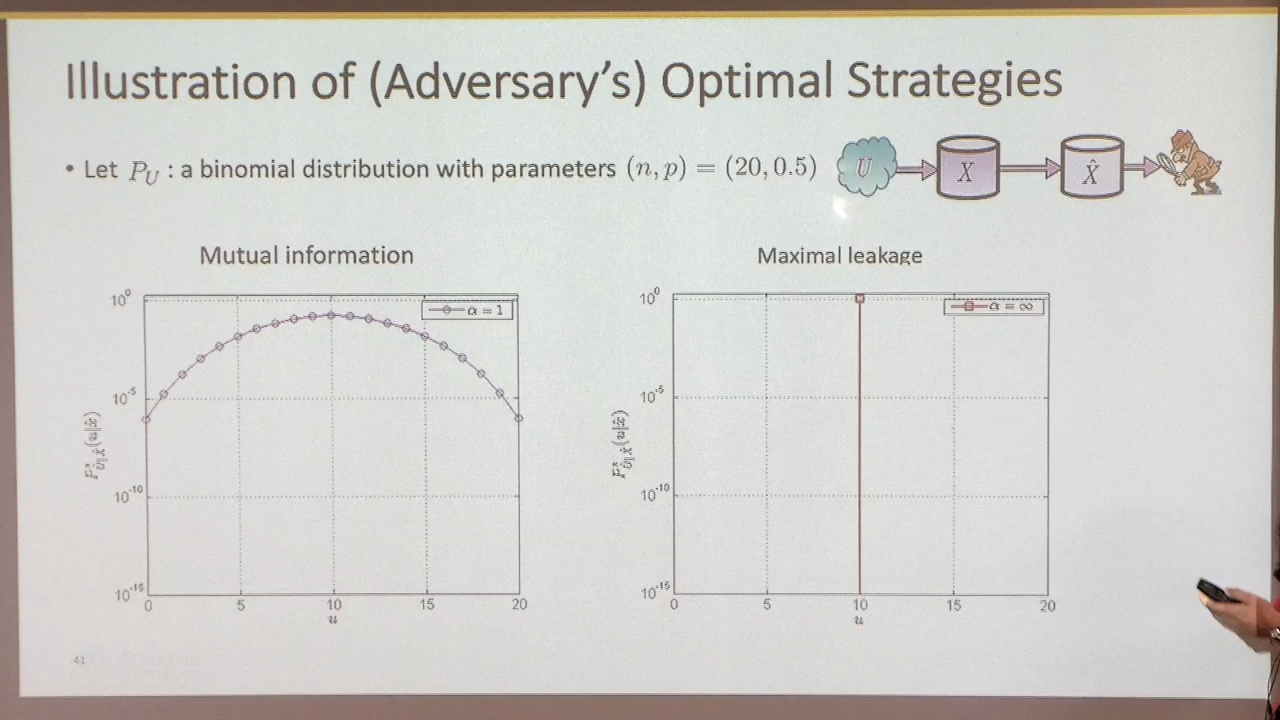 Illustration of (Adversary's) Optimal Strategies
• Let P_U : a binomial distribution with parameters (n, p) = (20, 0.5)
U
X
X̂
Mutual information
Maximal leakage
10^0
10^-5
10^-10
10^-15
0 5 10 15 20
u
P*_{Û|X̂}(u|x̂)
α = 1
10^0
10^-5
10^-10
10^-15
0 5 10 15 20
u
P*_{Û|X̂}(u|x̂)
α = ∞
41